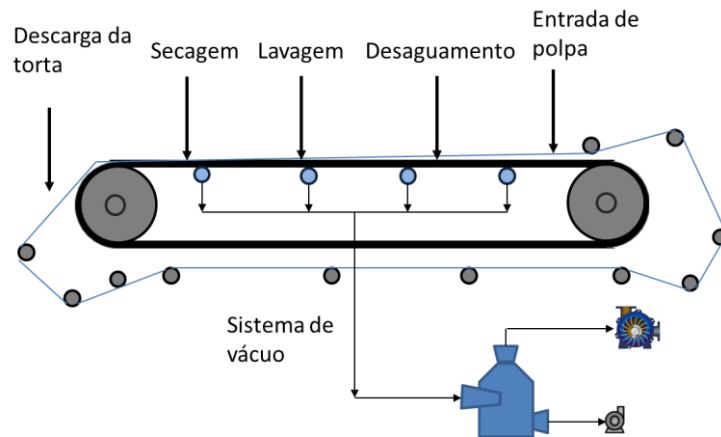 Descarga da
torta
Secagem
Lavagem
Desaguamento
Entrada de
polpa
Sistema de
vácuo